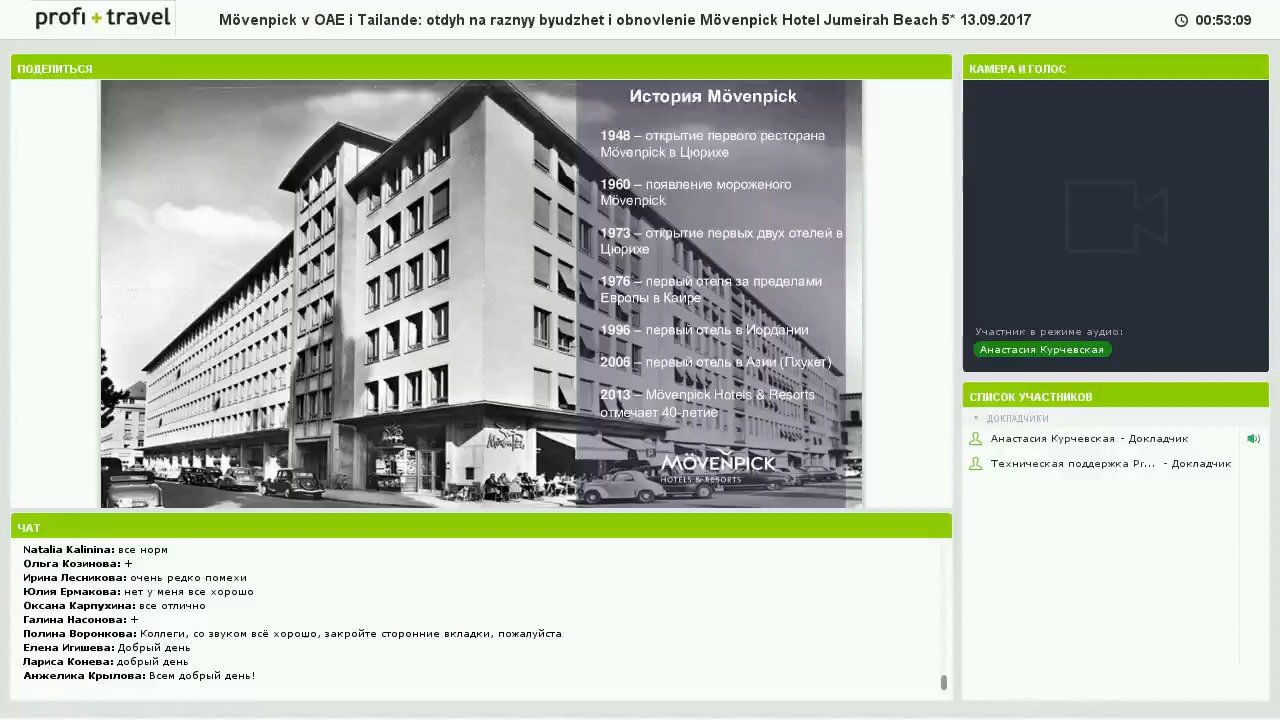 profi + travel
Mövenpick v OAE i Tailande: otdyh na raznyy byudzhet i obnovlenie Mövenpick Hotel Jumeirah Beach 5* 13.09.2017
00:53:09
ПОДЕЛИТЬСЯ
История Mövenpick
1948 – открытие первого ресторана
Mövenpick в Цюрихе
1960 – появление мороженого
Mövenpick
1973 – открытие первых двух отелей в
Цюрихе
1976 – первый отеля за пределами
Европы в Каире
1996 – первый отель в Иордании
2006 – первый отель в Азии (Пхукет)
2013 – Mövenpick Hotels & Resorts
отмечает 40-летие
MÖVENPICK
HOTELS & RESORTS
Mövenpick
КАМЕРА И ГОЛОС
Участник в режиме аудио:
Анастасия Курчевская
СПИСОК УЧАСТНИКОВ
ДОКЛАДЧИКИ
Анастасия Курчевская - Докладчик
Техническая поддержка Pr... - Докладчик
ЧАТ
Natalia Kalinina: все норм
Ольга Козинова: +
Ирина Лесникова: очень редко помехи
Юлия Ермакова: нет у меня все хорошо
Оксана Карпухина: все отлично
Галина Насонова: +
Полина Воронкова: Коллеги, со звуком всё хорошо, закройте сторонние вкладки, пожалуйста
Елена Игишева: Добрый день
Лариса Конева: добрый день
Анжелика Крылова: Всем добрый день!